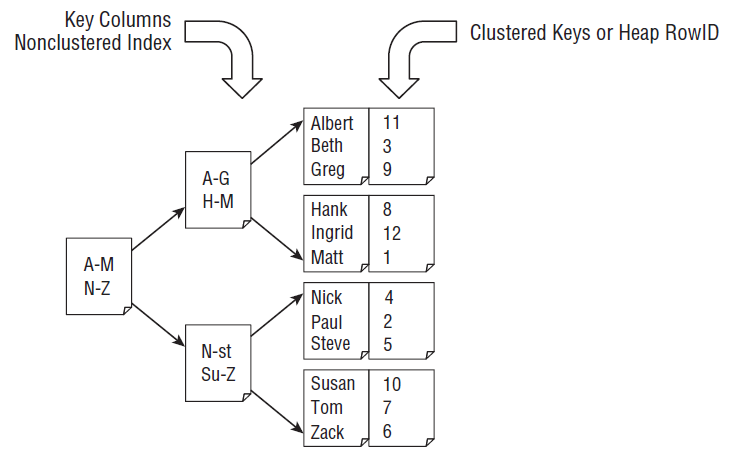 Key Columns
Nonclustered Index
Clustered Keys or Heap RowID
A-M
N-Z
A-G
H-M
N-st
Su-Z
Albert 11
Beth 3
Greg 9
Hank 8
Ingrid 12
Matt 1
Nick 4
Paul 2
Steve 5
Susan 10
Tom 7
Zack 6